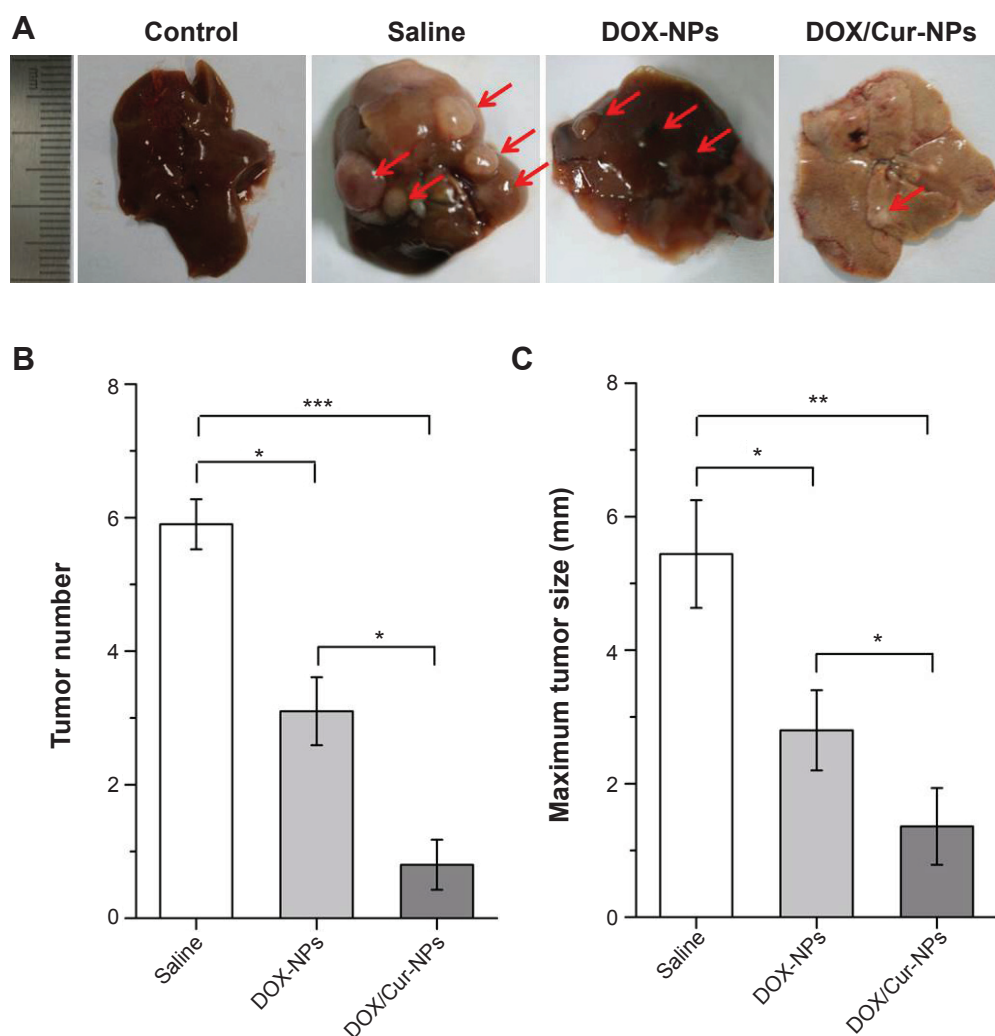 A
Control
Saline
DOX-NPs
DOX/Cur-NPs
mm
B
Tumor number
8
6
4
2
0
***
*
*
Saline
DOX-NPs
DOX/Cur-NPs
C
Maximum tumor size (mm)
8
6
4
2
0
**
*
*
Saline
DOX-NPs
DOX/Cur-NPs